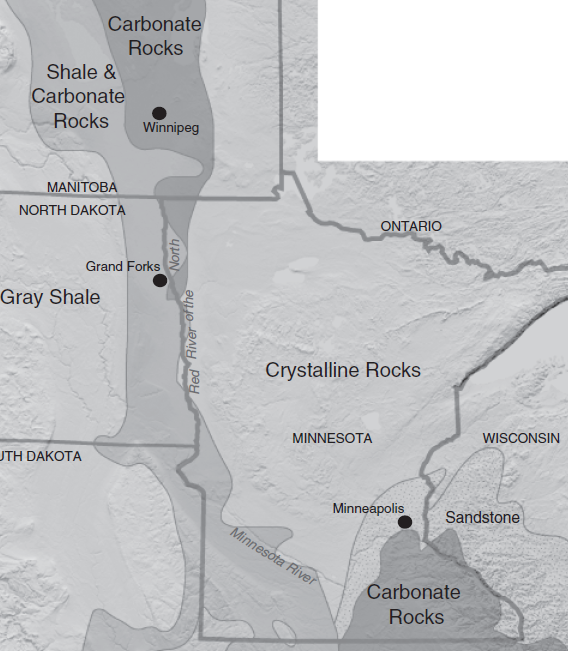 Carbonate
Rocks
Shale &
Carbonate
Rocks
Winnipeg
MANITOBA
NORTH DAKOTA
ONTARIO
North
Grand Forks
Gray Shale
Red River of the
Crystalline Rocks
MINNESOTA
WISCONSIN
UTH DAKOTA
Minneapolis
Sandstone
Minnesota River
Carbonate
Rocks